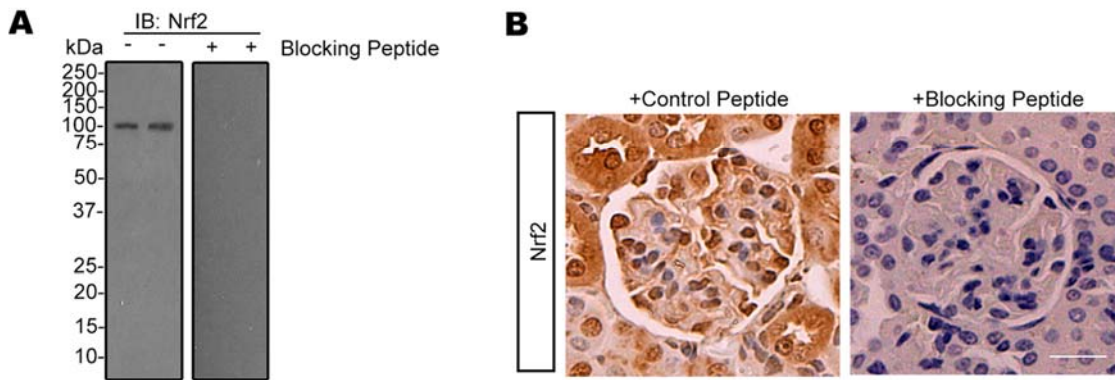 A
IB: Nrf2
kDa - - + + Blocking Peptide
250-
200-
150-
100-
75-
50-
37-
25-
20-
15-
10-
B
+Control Peptide +Blocking Peptide
Nrf2